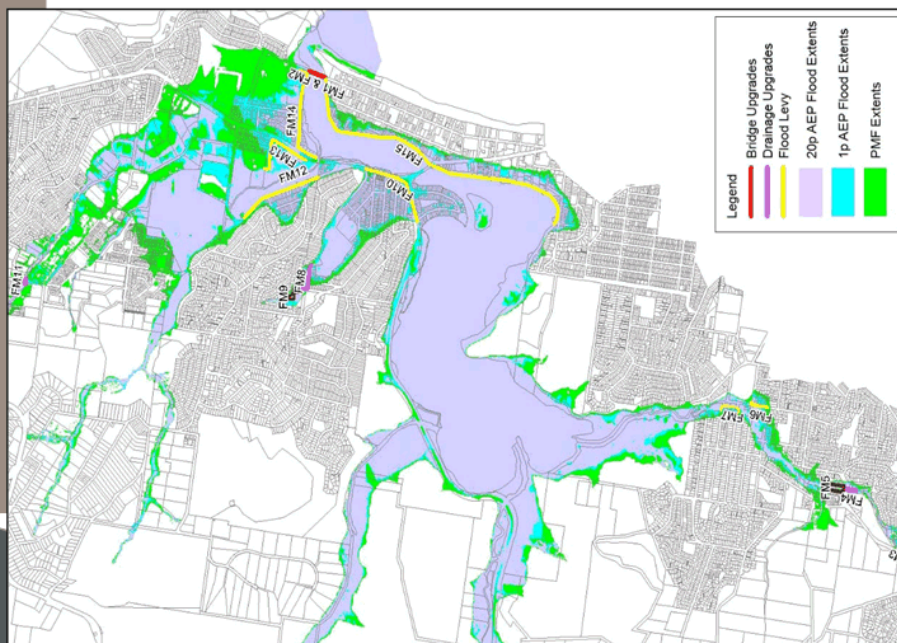 FM1 & FM2
FM14
FM13
FM12
FM15
FM10
FM11
FM8
FM9
FM7
FM6
FM5
FM4
Legend
Bridge Upgrades
Drainage Upgrades
Flood Levy
20p AEP Flood Extents
1p AEP Flood Extents
PMF Extents